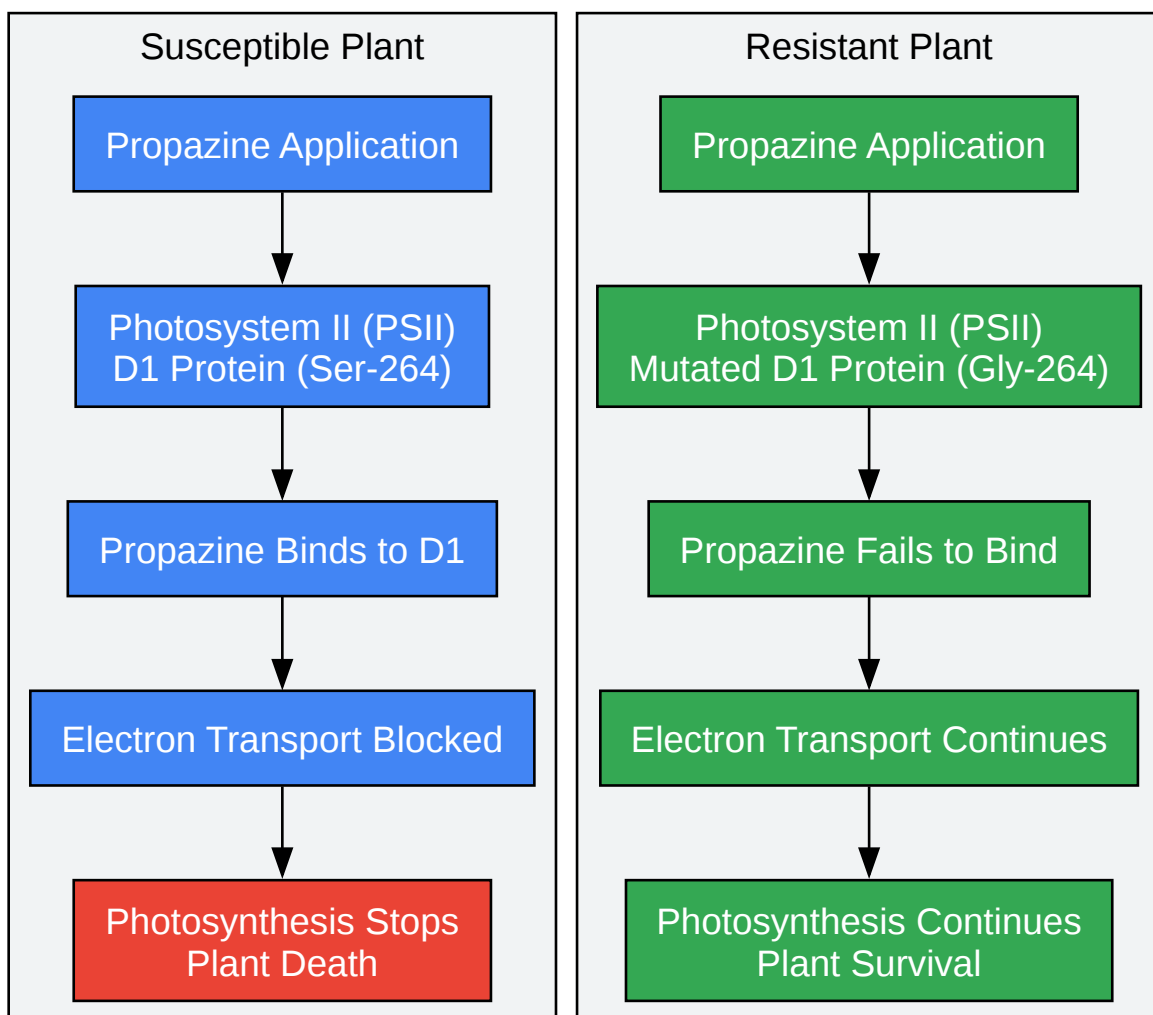 Susceptible Plant
Propazine Application
Photosystem II (PSII)
D1 Protein (Ser-264)
Propazine Binds to D1
Electron Transport Blocked
Photosynthesis Stops
Plant Death
Resistant Plant
Propazine Application
Photosystem II (PSII)
Mutated D1 Protein (Gly-264)
Propazine Fails to Bind
Electron Transport Continues
Photosynthesis Continues
Plant Survival